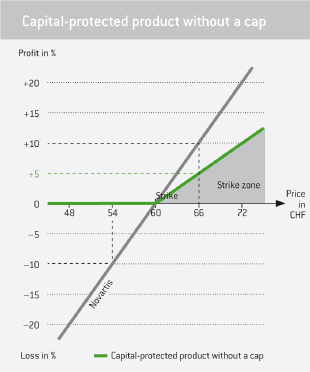 Capital-protected product without a cap
Profit in %
+20
+15
+10
+5
Strike zone
Strike
Price
in
CHF
0
48
54
60
66
72
−5
−10
Novartis
−15
−20
Loss in %
Capital-protected product without a cap